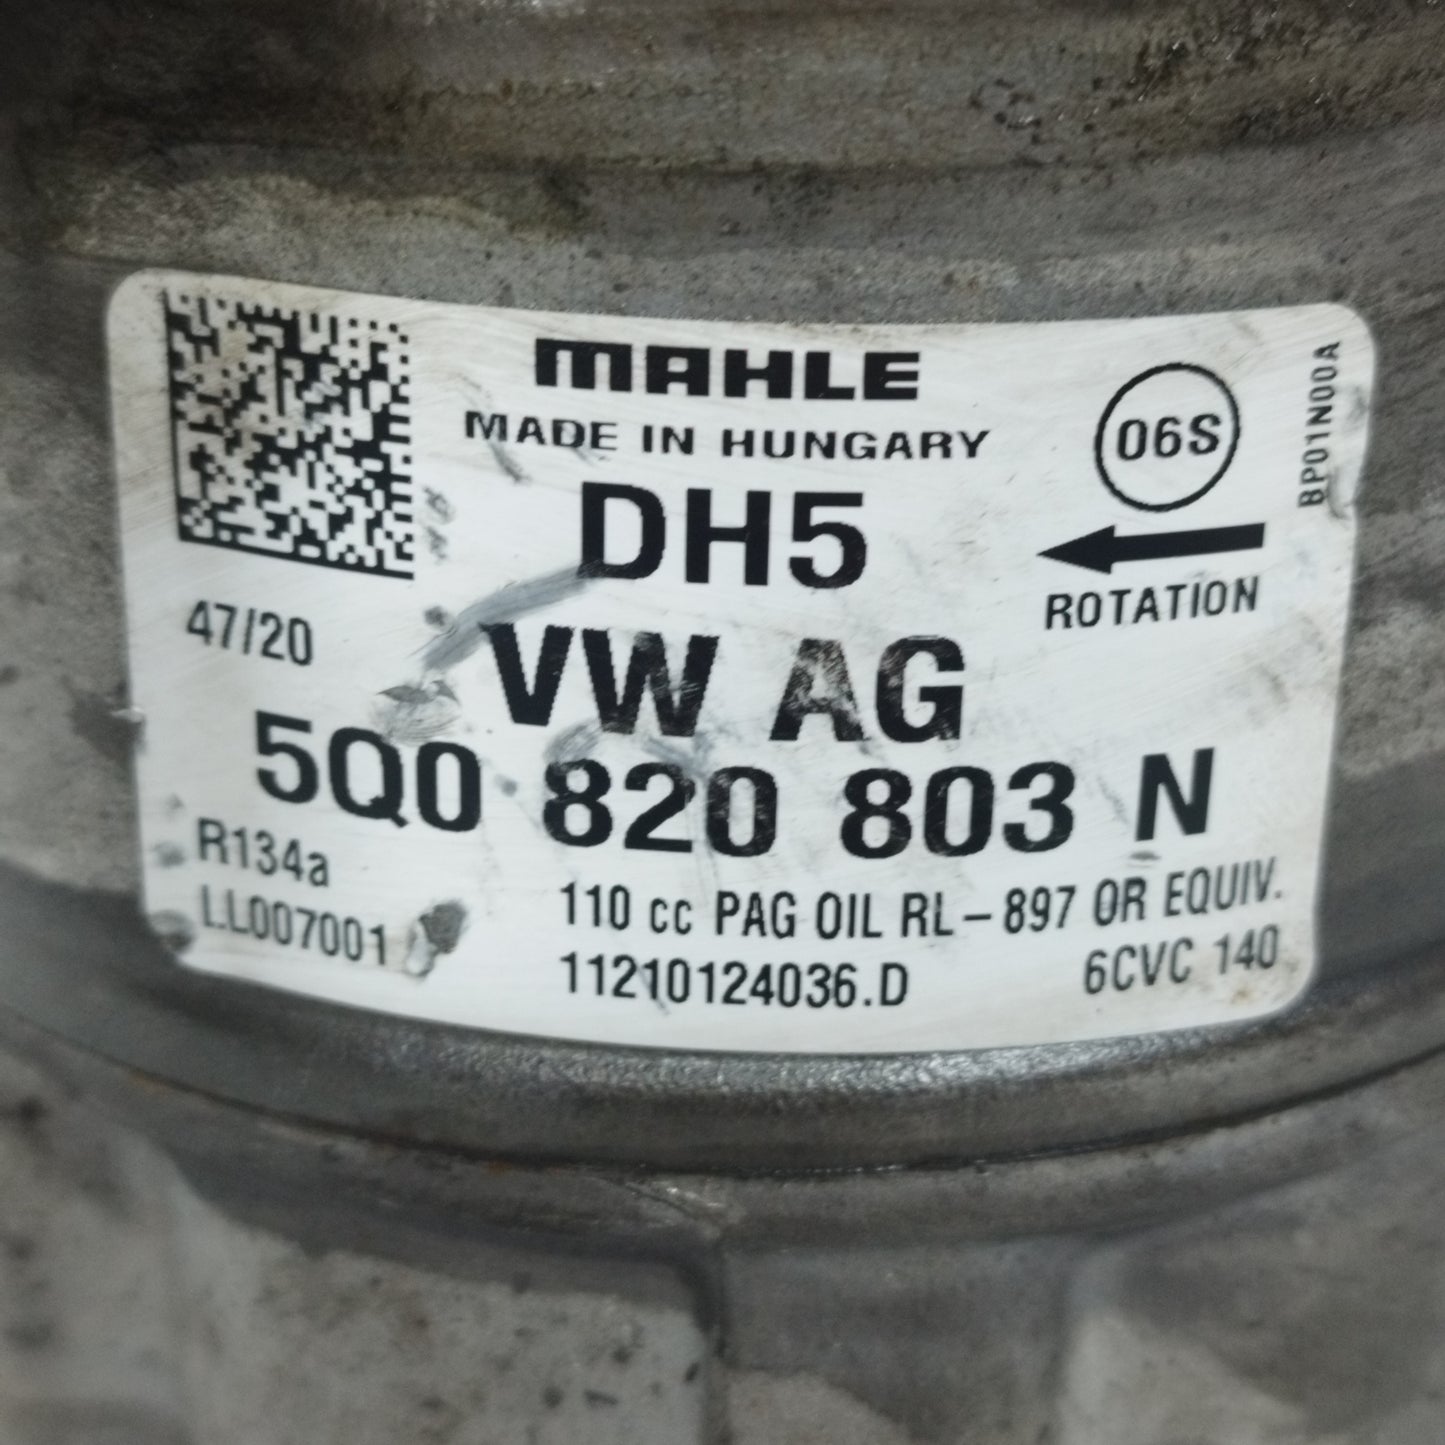 MAHLE
MADE IN HUNGARY
06S
BP01N00A
DH5
ROTATION
47/20
VW AG
5Q0 820 803 N
R134a
LL007001
110 cc PAG OIL RL-897 OR EQUIV.
11210124036.D
6CVC 140